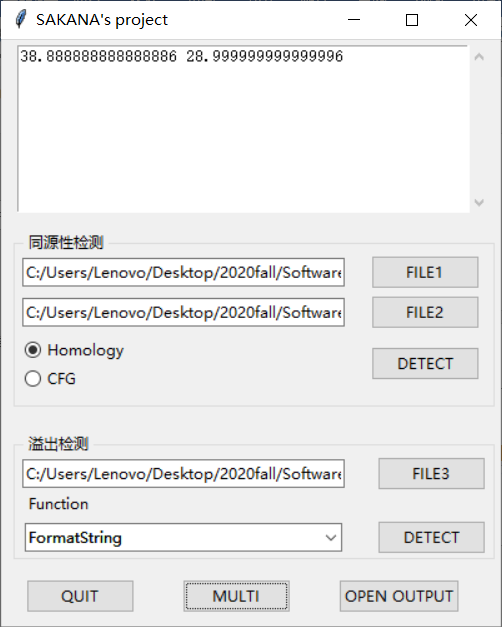 SAKANA's project
38.888888888888886 28.999999999999996
同源性检测
C:/Users/Lenovo/Desktop/2020fall/Software
FILE1
C:/Users/Lenovo/Desktop/2020fall/Software
FILE2
Homology
CFG
DETECT
溢出检测
C:/Users/Lenovo/Desktop/2020fall/Software
FILE3
Function
FormatString
DETECT
QUIT
MULTI
OPEN OUTPUT